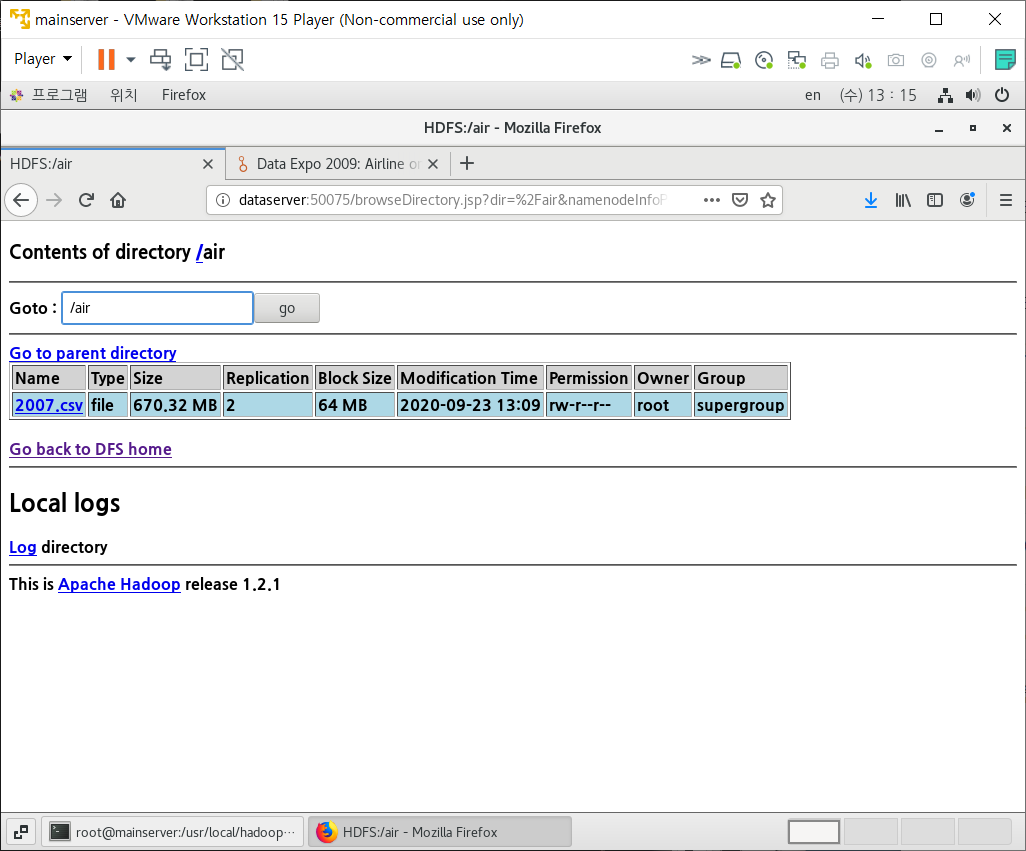 mainserver - VMware Workstation 15 Player (Non-commercial use only)
Player
프로그램 위치 Firefox en (수) 13 : 15
HDFS:/air - Mozilla Firefox
HDFS:/air Data Expo 2009: Airline
dataserver:50075/browseDirectory.jsp?dir=%2Fair&namenodeInfoP
Contents of directory /air
Goto : /air go
Go to parent directory
Name Type Size Replication Block Size Modification Time Permission Owner Group
2007.csv file 670.32 MB 2 64 MB 2020-09-23 13:09 rw-r--r-- root supergroup
Go back to DFS home
Local logs
Log directory
This is Apache Hadoop release 1.2.1
root@mainserver:/usr/local/hadoop··· HDFS:/air - Mozilla Firefox